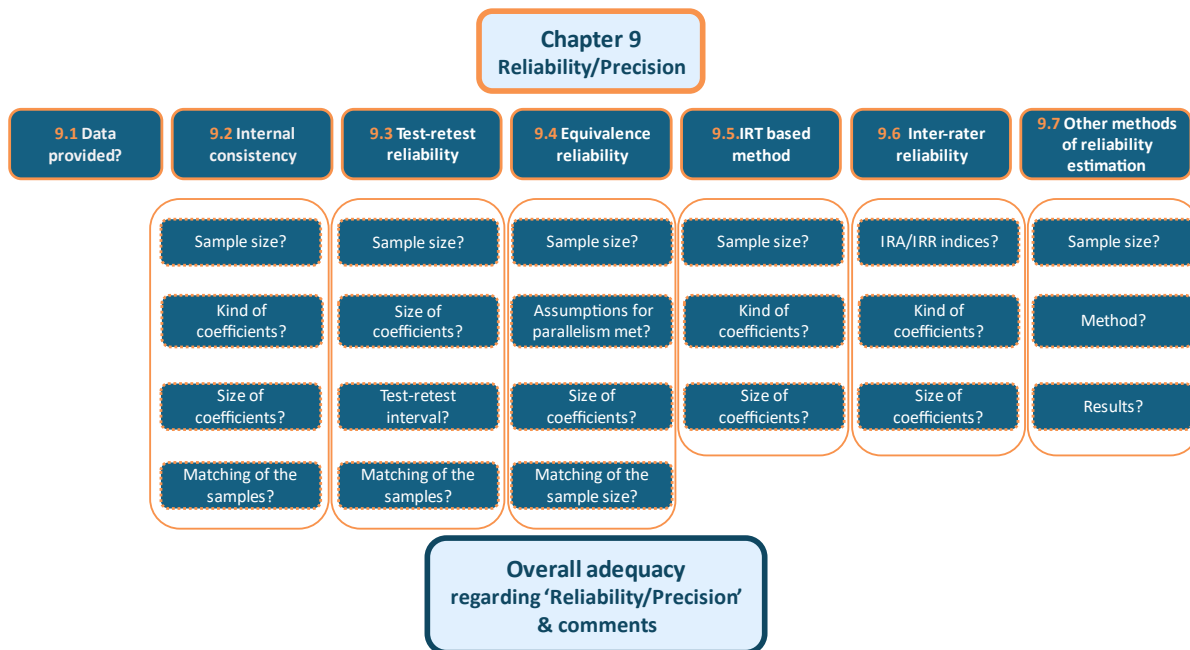 Chapter 9
Reliability/Precision
9.1 Data
provided?
9.2 Internal
consistency
9.3 Test-retest
reliability
9.4 Equivalence
reliability
9.5.IRT based
method
9.6 Inter-rater
reliability
9.7 Other methods
of reliability
estimation
Sample size?
Kind of
coefficients?
Size of
coefficients?
Matching of the
samples?
Sample size?
Size of
coefficients?
Test-retest
interval?
Matching of the
samples?
Sample size?
Assumptions for
parallelism met?
Size of
coefficients?
Matching of the
sample size?
Sample size?
Kind of
coefficients?
Size of
coefficients?
IRA/IRR indices?
Kind of
coefficients?
Size of
coefficients?
Sample size?
Method?
Results?
Overall adequacy
regarding ‘Reliability/Precision’
& comments